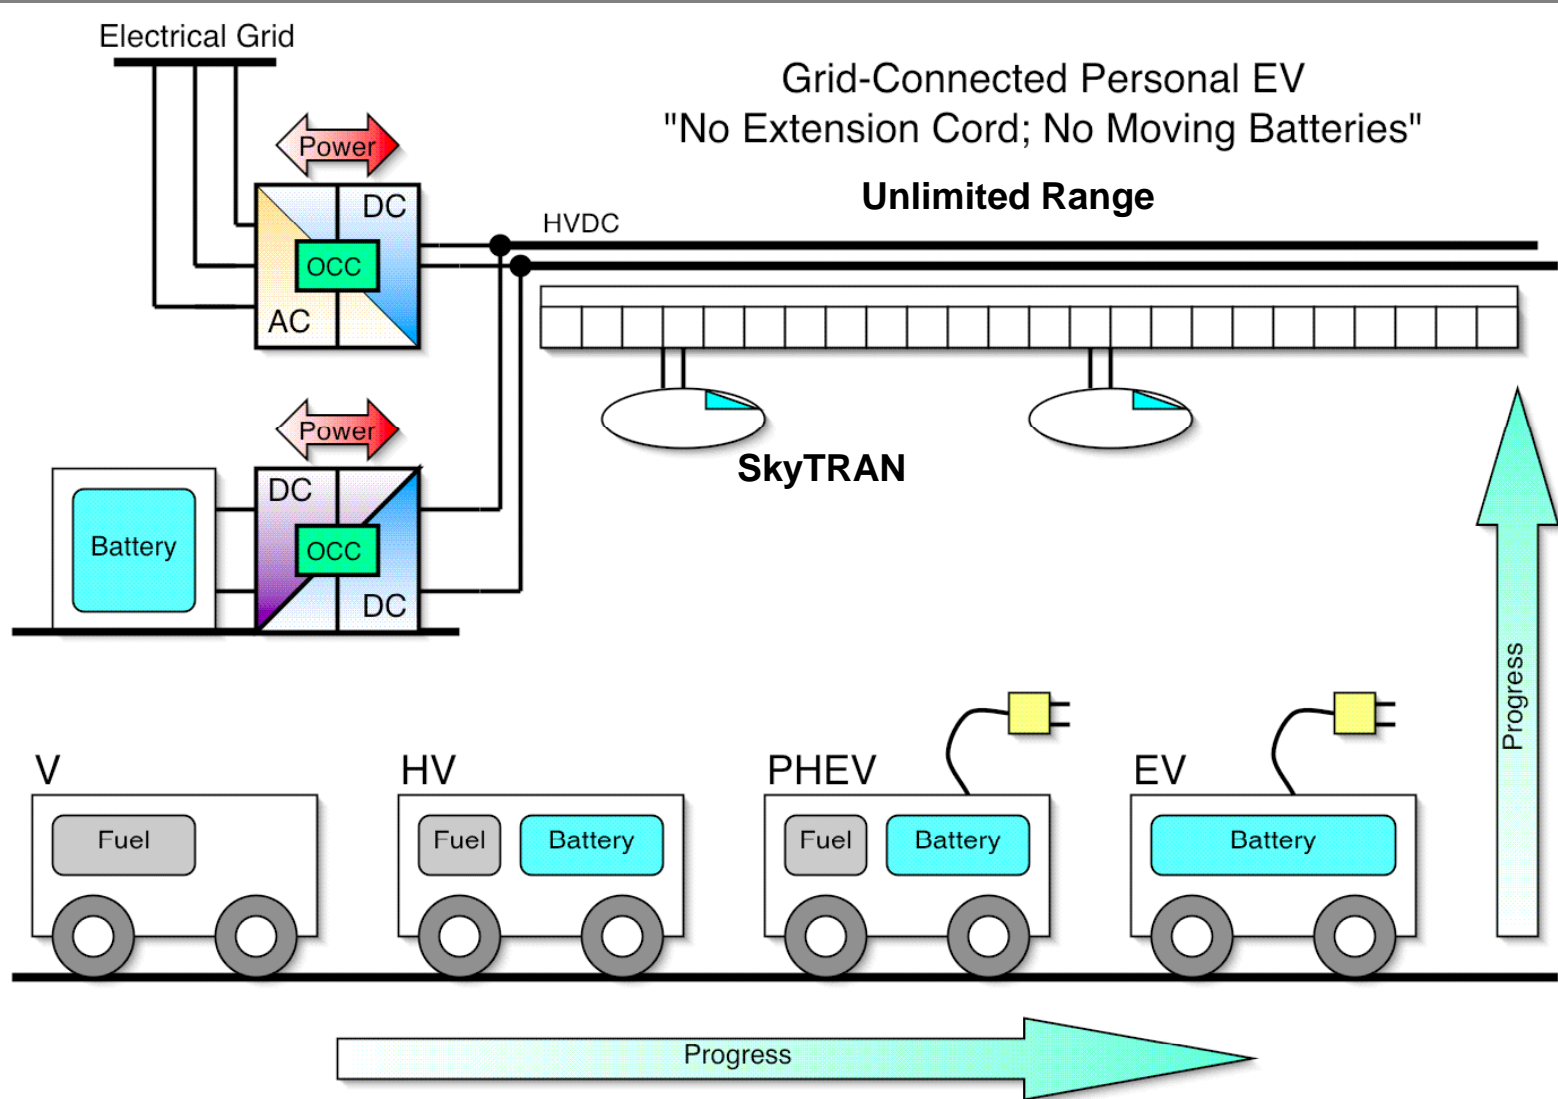 Electrical Grid
Grid-Connected Personal EV
"No Extension Cord; No Moving Batteries"
Unlimited Range
Power
DC
OCC
AC
HVDC
SkyTRAN
Power
DC
OCC
DC
Battery
Progress
V
HV
PHEV
EV
Fuel
Fuel
Battery
Fuel
Battery
Battery
Progress